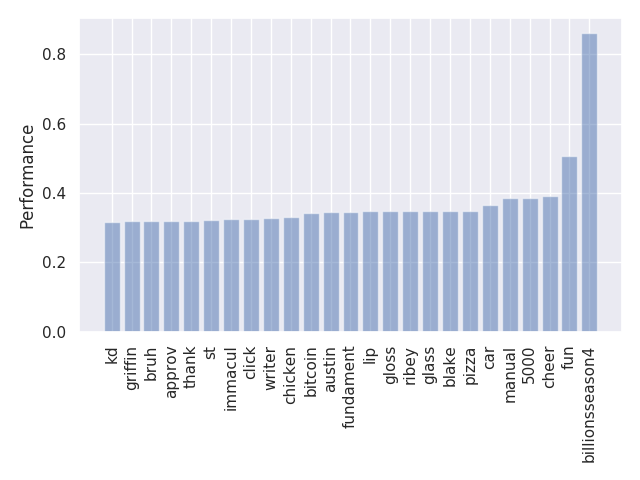 Performance
0.8
0.6
0.4
0.2
0.0
kd
griffin
bruh
approv
thank
st
immacul
click
writer
chicken
bitcoin
austin
fundament
lip
gloss
ribey
glass
blake
pizza
car
manual
5000
cheer
fun
billionsseason4